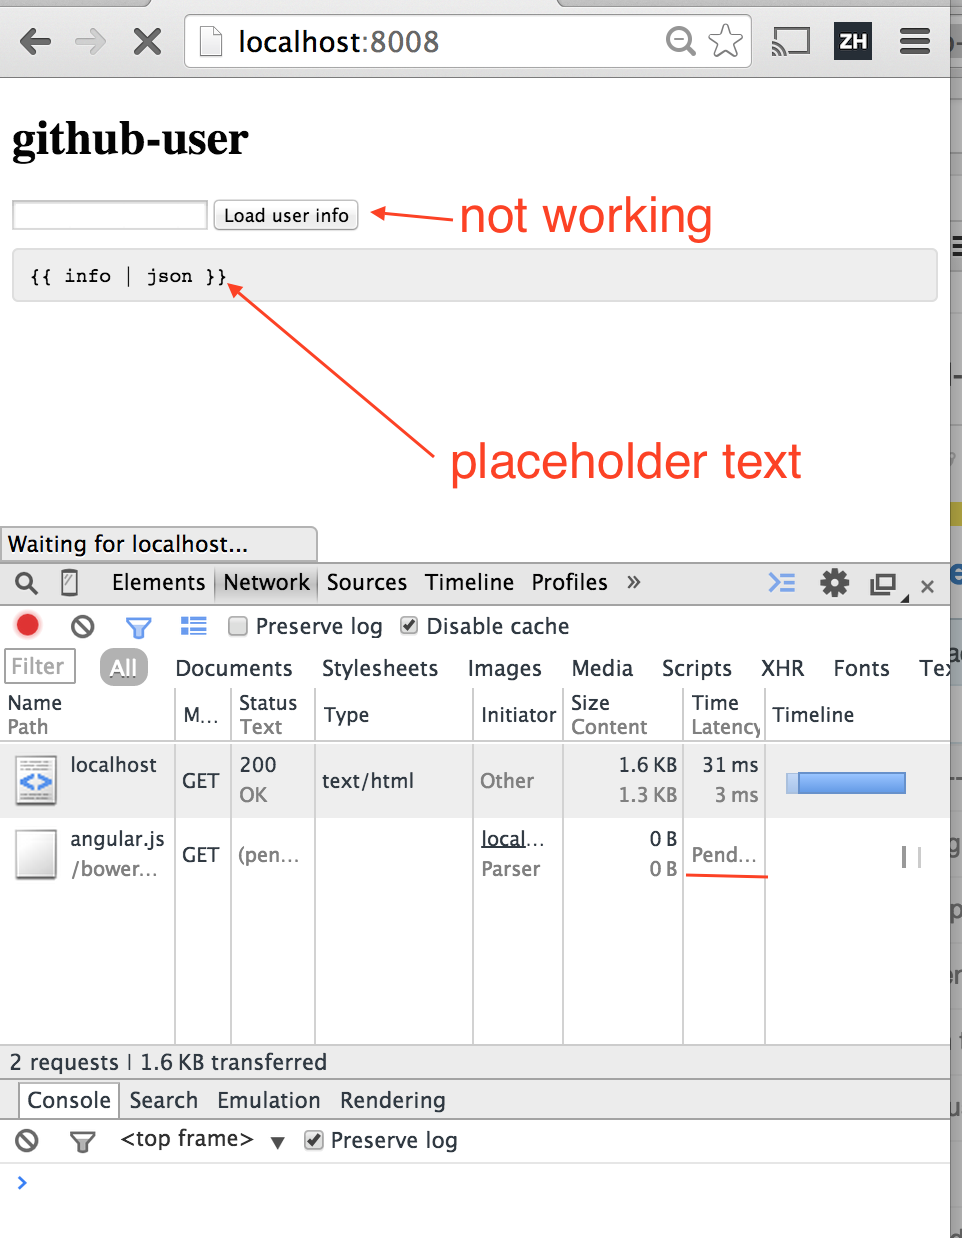 localhost:8008
ZH
github-user
Load user info
not working
{{ info | json }}
placeholder text
Waiting for localhost...
Elements Network Sources Timeline Profiles »
Preserve log Disable cache
Filter All Documents Stylesheets Images Media Scripts XHR Fonts Te
Name Path M... Status Text Type Initiator Size Content Time Latency Timeline
localhost GET 200 OK text/html Other 1.6 KB 1.3 KB 31 ms 3 ms
angular.js /bower... GET (pen... local... Parser 0 B 0 B Pend...
2 requests | 1.6 KB transferred
Console Search Emulation Rendering
<top frame> ▼ Preserve log
>